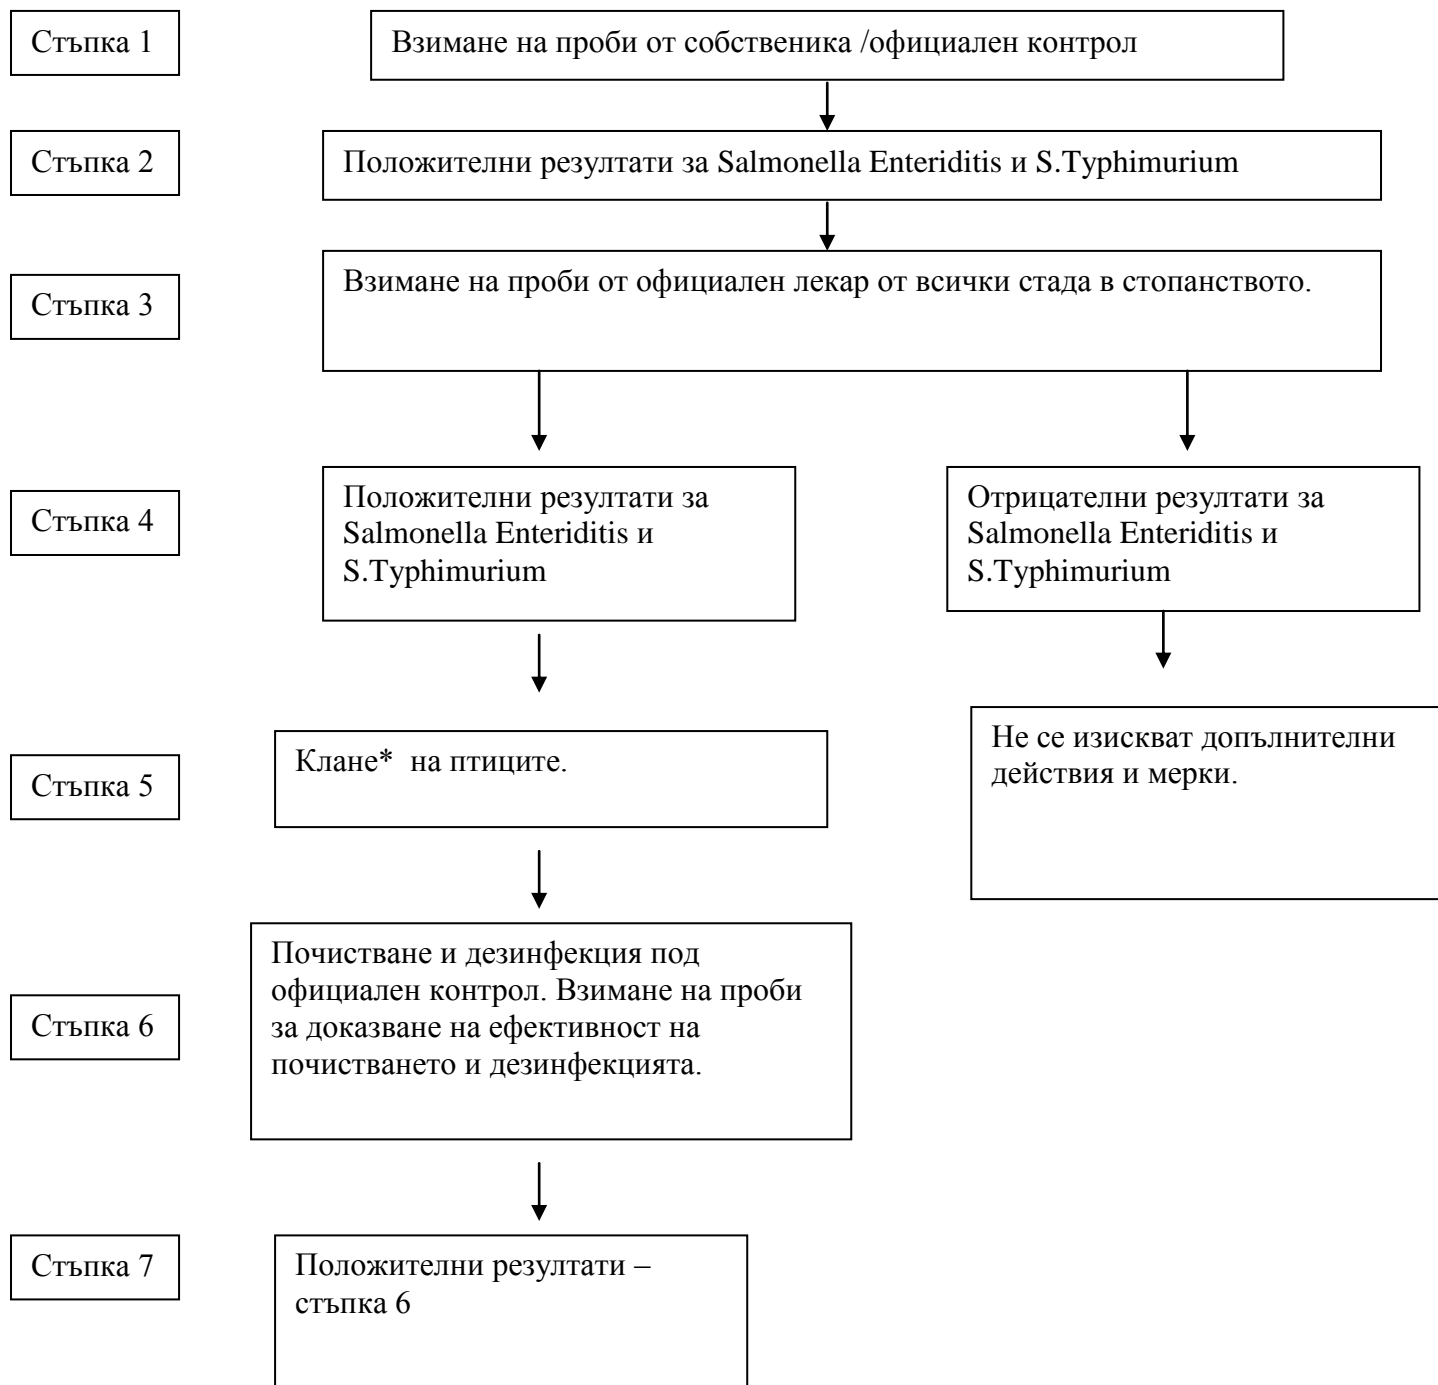 Стъпка 1
Взимане на проби от собственика /официален контрол
Стъпка 2
Положителни резултати за Salmonella Enteriditis и S.Typhimurium
Стъпка 3
Взимане на проби от официален лекар от всички стада в стопанството.
Стъпка 4
Положителни резултати за
Salmonella Enteriditis и
S.Typhimurium
Отрицателни резултати за
Salmonella Enteriditis и
S.Typhimurium
Стъпка 5
Клане* на птиците.
Не се изискват допълнителни
действия и мерки.
Стъпка 6
Почистване и дезинфекция под
официален контрол. Взимане на проби
за доказване на ефективност на
почистването и дезинфекцията.
Стъпка 7
Положителни резултати –
стъпка 6